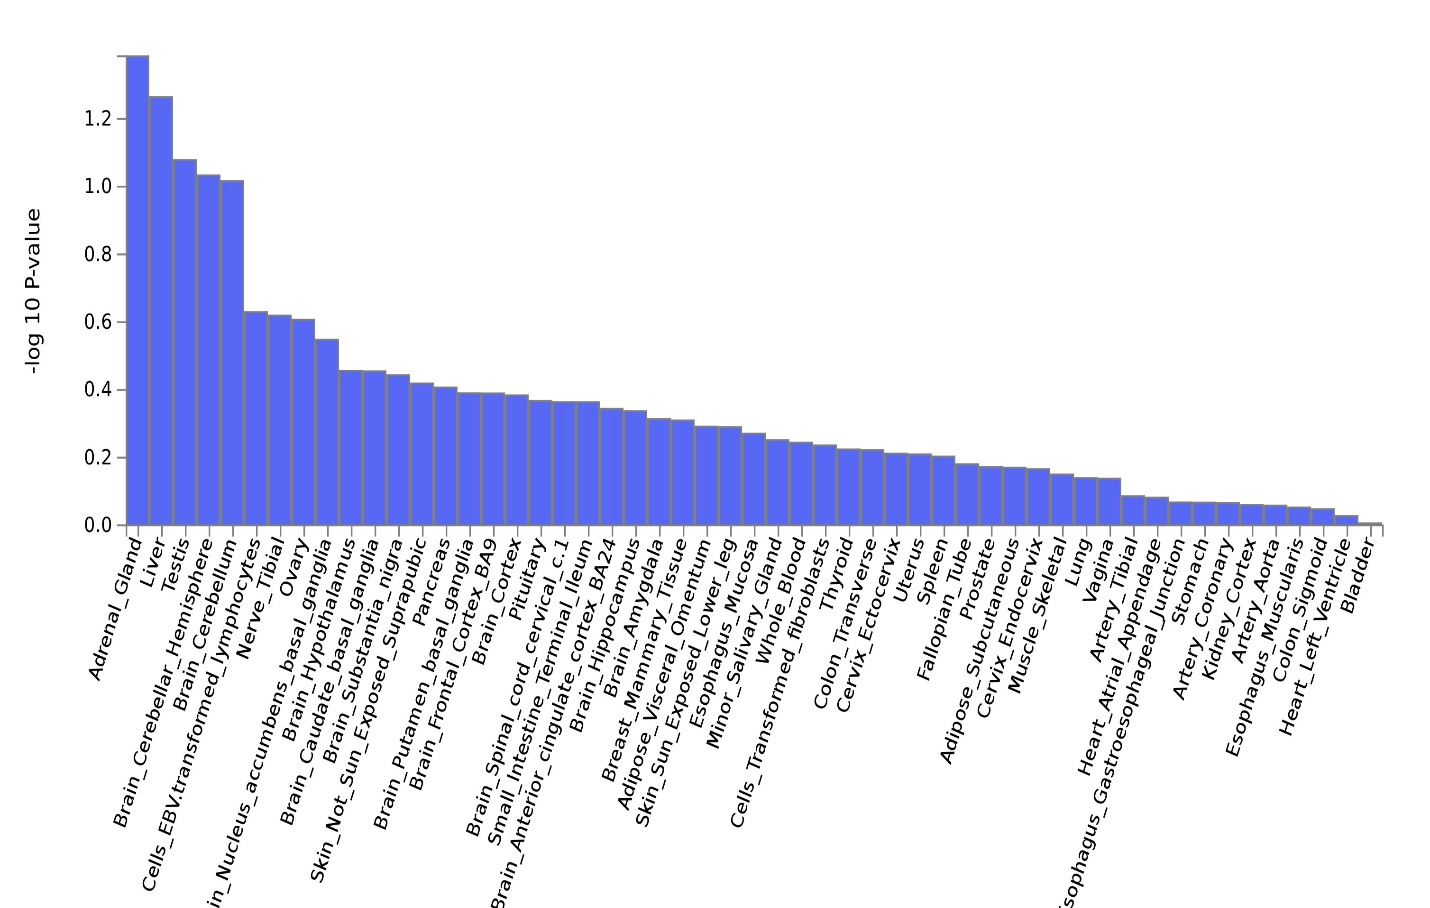 -log 10 P-value
1.2
1.0
0.8
0.6
0.4
0.2
0.0
Adrenal_Gland
Liver
Testis
Brain_Cerebellar_Hemisphere
Brain_Cerebellum
Cells_EBV.transformed_lymphocytes
Nerve_Tibial
Ovary
in_Nucleus_accumbens_basal_ganglia
Brain_Hypothalamus
Brain_Caudate_basal_ganglia
Brain_Substantia_nigra
Skin_Not_Sun_Exposed_Suprapubic
Pancreas
Brain_Putamen_basal_ganglia
Brain_Frontal_Cortex_BA9
Brain_Cortex
Pituitary
Brain_Spinal_cord_cervical_c.1
Small_Intestine_Terminal_Ileum
Brain_Anterior_cingulate_cortex_BA24
Brain_Hippocampus
Brain_Amygdala
Breast_Mammary_Tissue
Adipose_Visceral_Omentum
Skin_Sun_Exposed_Lower_leg
Esophagus_Mucosa
Minor_Salivary_Gland
Whole_Blood
Cells_Transformed_fibroblasts
Thyroid
Colon_Transverse
Cervix_Ectocervix
Uterus
Spleen
Fallopian_Tube
Prostate
Adipose_Subcutaneous
Cervix_Endocervix
Muscle_Skeletal
Lung
Vagina
Artery_Tibial
Heart_Atrial_Appendage
Esophagus_Gastroesophageal_Junction
Stomach
Artery_Coronary
Kidney_Cortex
Artery_Aorta
Esophagus_Muscularis
Colon_Sigmoid
Heart_Left_Ventricle
Bladder